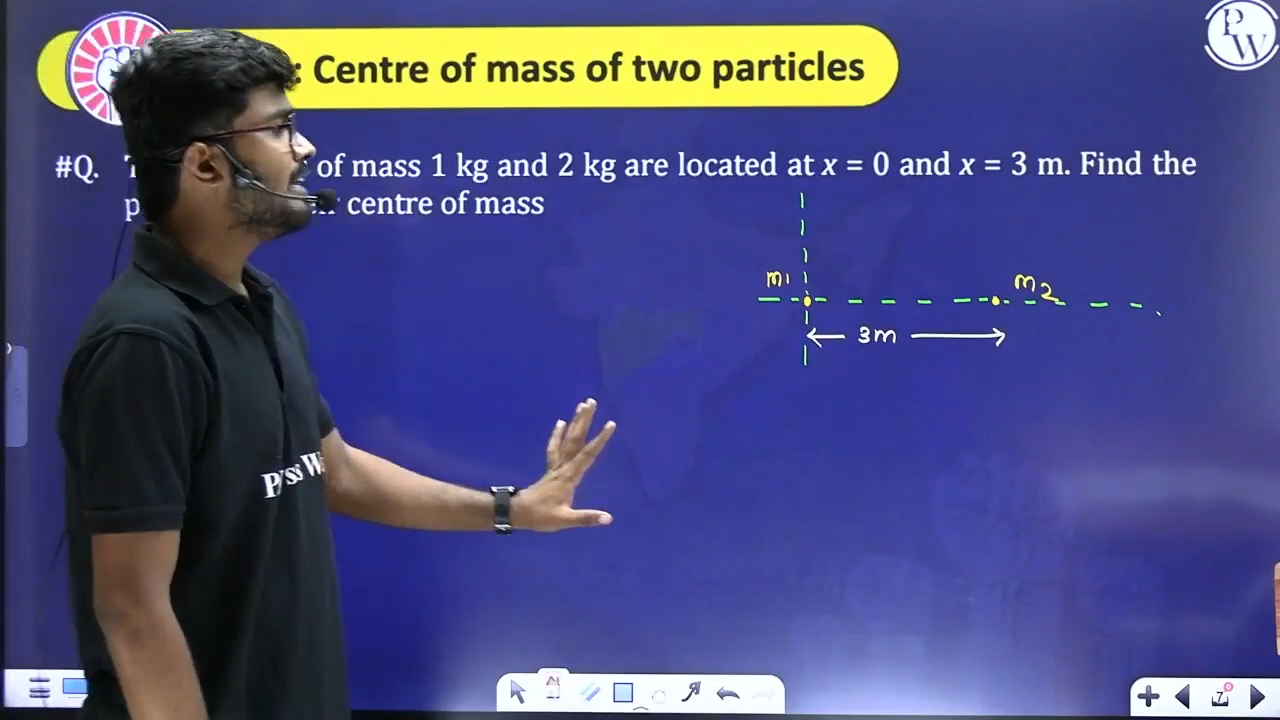 : Centre of mass of two particles
PW
#Q. of mass 1 kg and 2 kg are located at x = 0 and x = 3 m. Find the
centre of mass
m1
m2
3m
7